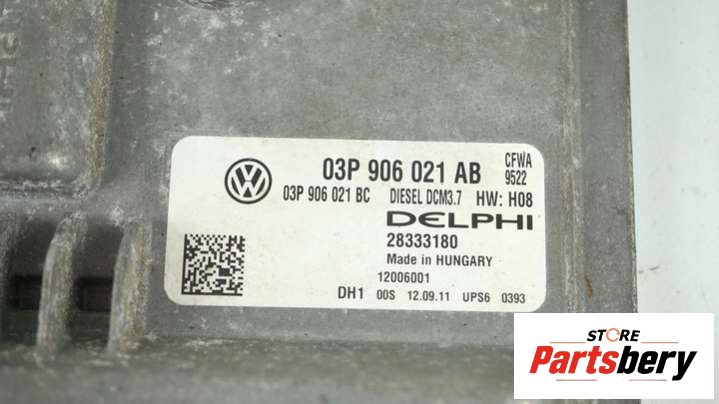 03P 906 021 AB CFWA
9522
03P 906 021 BC DIESEL DCM3.7 HW: H08
DELPHI
28333180
Made in HUNGARY
12006001
DH1 00S 12.09.11 UPS6 0393
STORE
Partsbery